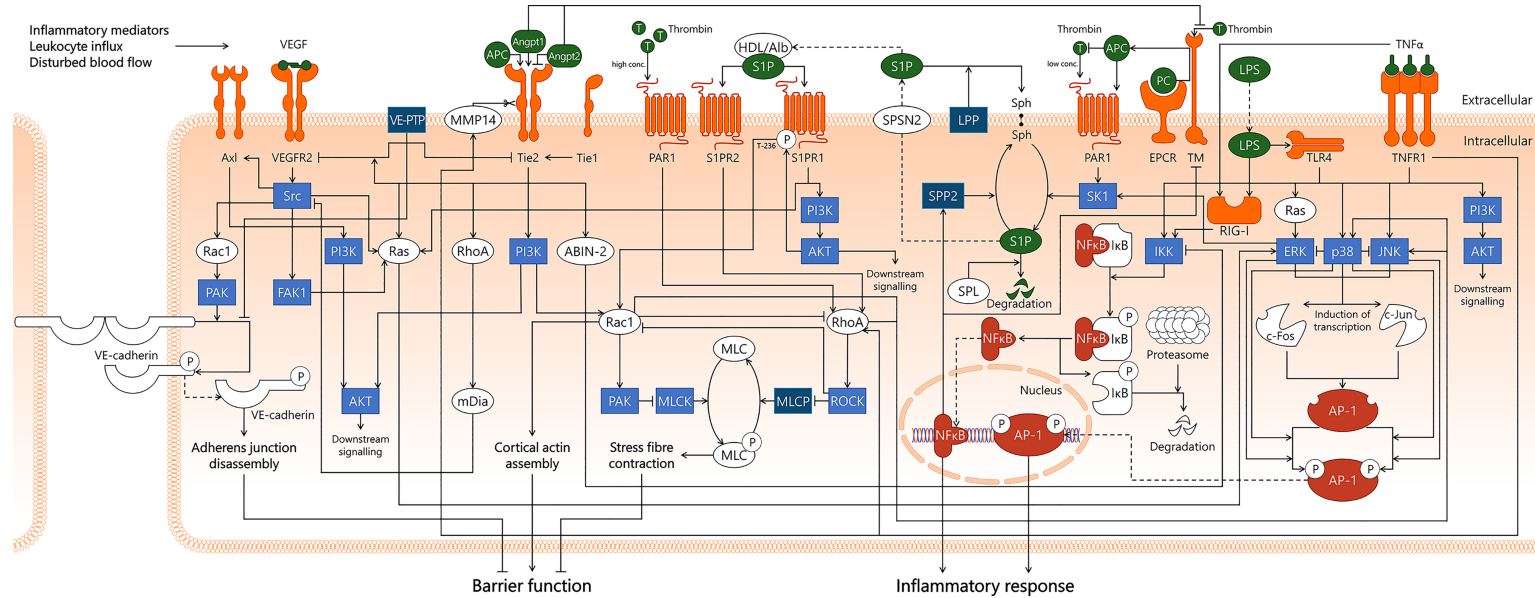 Inflammatory mediators
Leukocyte influx
Disturbed blood flow
VEGF
APC
Angpt1
Angpt2
T
T
T
Thrombin
high conc.
HDL/Alb
S1P
S1P
Thrombin
T
low conc.
APC
PC
T
Thrombin
LPS
TNFα
Extracellular
VE-PTP
MMP14
SPSN2
LPP
Sph
Sph
Intracellular
P
T-236
LPS
Axl
VEGFR2
Tie2
Tie1
PAR1
S1PR2
S1PR1
PAR1
EPCR
TM
TLR4
TNFR1
Src
PI3K
SPP2
SK1
RIG-I
Ras
PI3K
Rac1
PI3K
Ras
RhoA
PI3K
ABIN-2
AKT
S1P
NFκB
IκB
IKK
ERK
p38
JNK
AKT
PAK
FAK1
Downstream
signalling
SPL
Degradation
Downstream
signalling
Rac1
RhoA
NFκB
NFκB
IκB
P
Proteasome
c-Fos
Induction of
transcription
c-Jun
VE-cadherin
P
MLC
P
IκB
Nucleus
P
VE-cadherin
AKT
mDia
PAK
MLCK
MLCP
ROCK
AP-1
Downstream
signalling
Adherens junction
disassembly
Cortical actin
assembly
Stress fibre
contraction
MLC
P
NFκB
P
AP-1
P
Degradation
P
AP-1
P
Barrier function
Inflammatory response